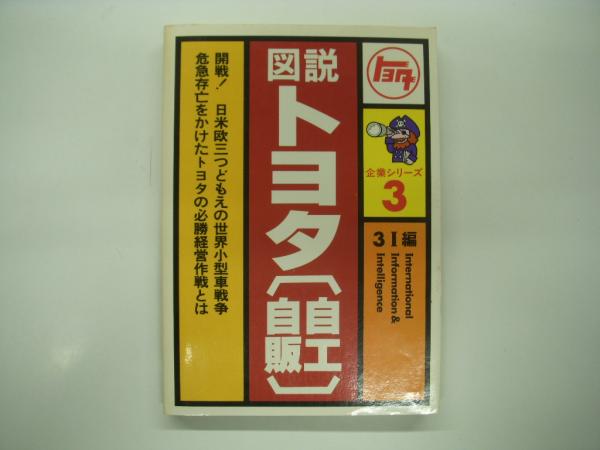 トヨタ
企業シリーズ
3
3I編
International
Information &
Intelligence
図説
トヨタ〔自工
自販〕
開戦！ 日米欧三つどもえの世界小型車戦争
危急存亡をかけたトヨタの必勝経営作戦とは